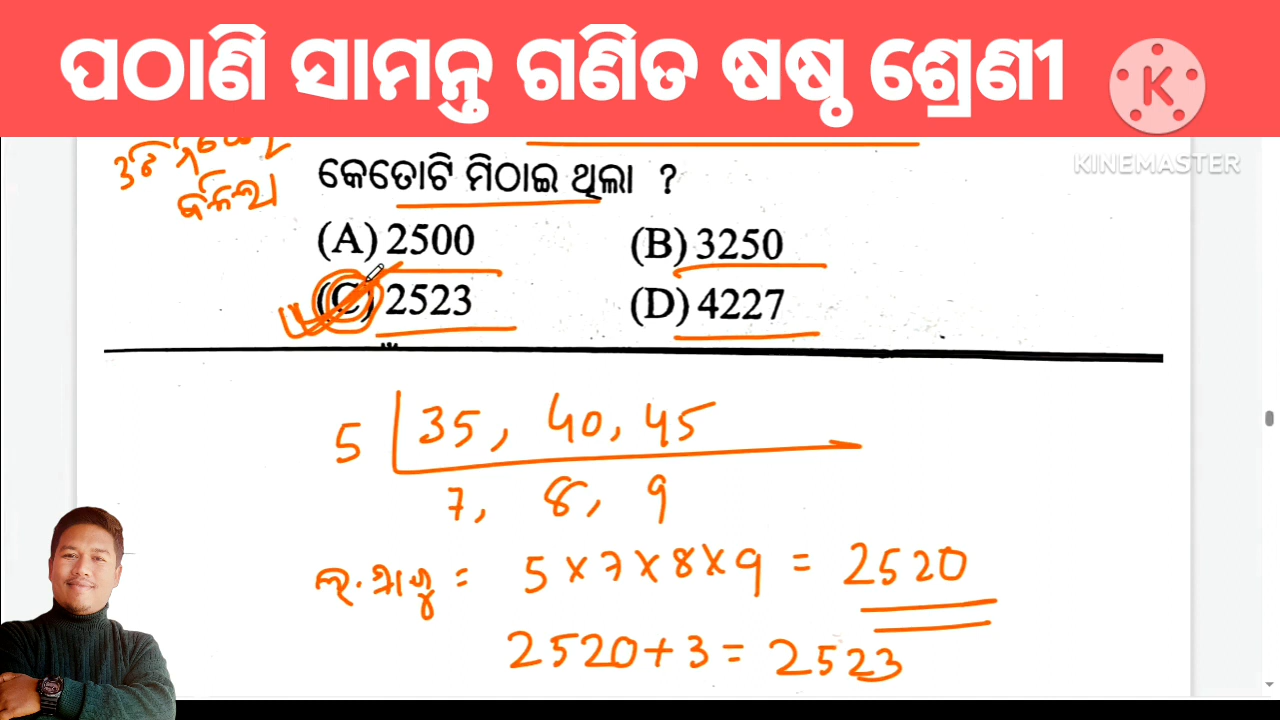 ପଠାଣି ସାମନ୍ତ ଗଣିତ ଷଷ୍ଠ ଶ୍ରେଣୀ
K
KINEMASTER
ବଳିଲା
କେତୋଟି ମିଠାଇ ଥିଲା ?
(A) 2500 (B) 3250
(C) 2523 (D) 4227
5 35, 40, 45
7, 8, 9
ଲ.ସା.ଗୁ = 5 × 7 × 8 × 9 = 2520
2520 + 3 = 2523